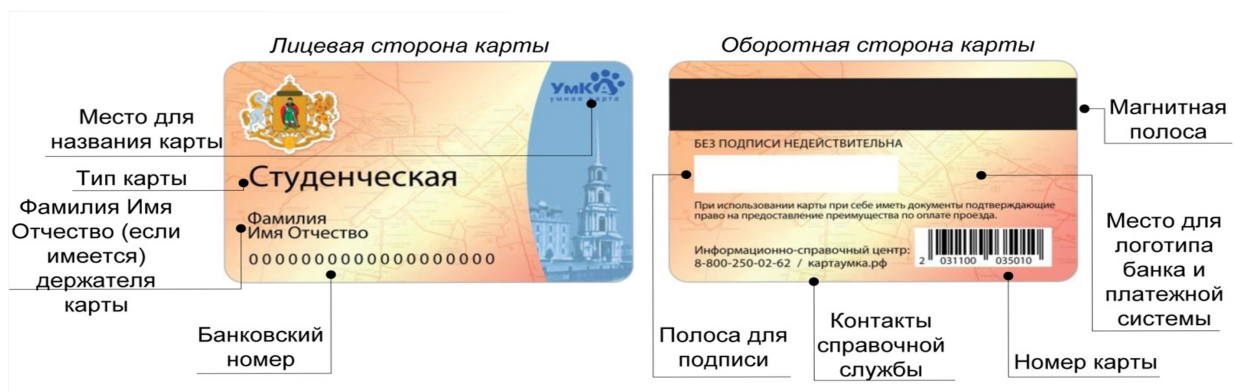 Лицевая сторона карты
Оборотная сторона карты
Место для
названия карты
Тип карты
Фамилия Имя
Отчество (если
имеется)
держателя
карты
УмКА
умная карта
Студенческая
Фамилия
Имя Отчество
0000000000000000000
Банковский
номер
БЕЗ ПОДПИСИ НЕДЕЙСТВИТЕЛЬНА
При использовании карты при себе иметь документы подтверждающие
право на предоставление преимущества по оплате проезда.
Информационно-справочный центр:
8-800-250-02-62 / картаумка.рф
2 031100 035010
Магнитная
полоса
Место для
логотипа
банка и
платежной
системы
Полоса для
подписи
Контакты
справочной
службы
Номер карты